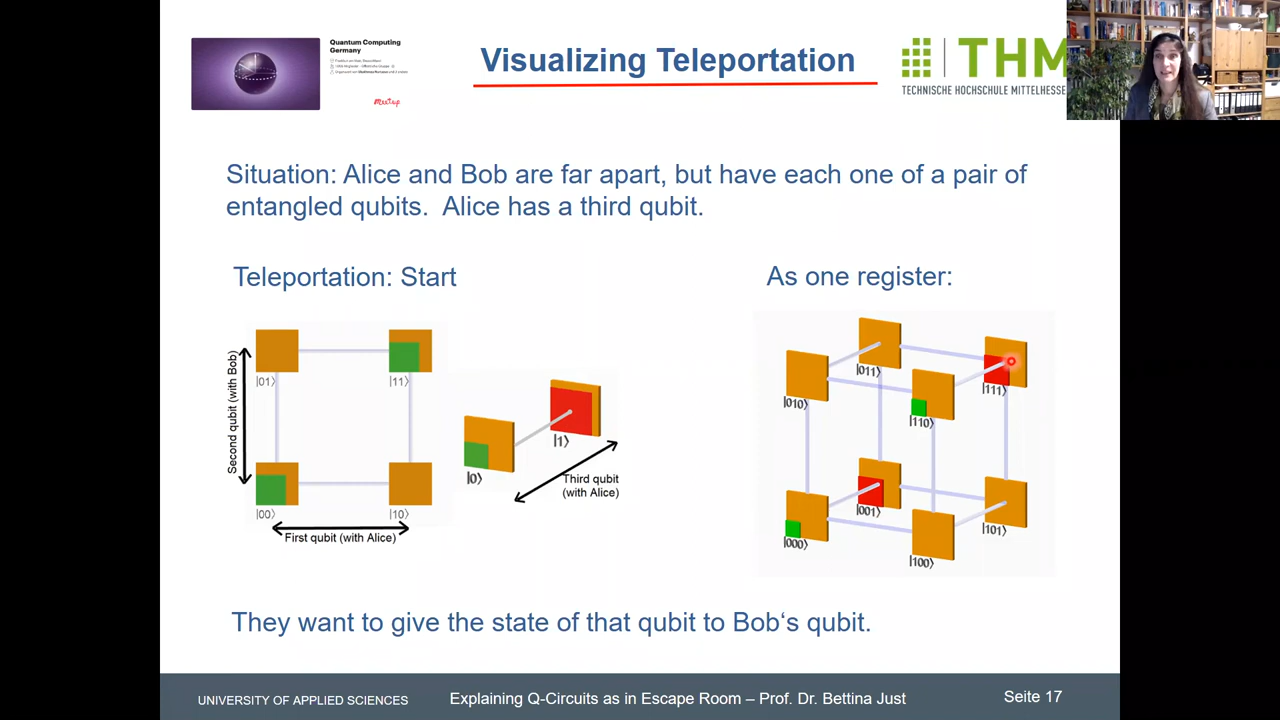 Quantum Computing
Germany
meetup
Visualizing Teleportation
THM
TECHNISCHE HOCHSCHULE MITTELHESSE
Situation: Alice and Bob are far apart, but have each one of a pair of
entangled qubits. Alice has a third qubit.
Teleportation: Start
As one register:
Second qubit (with Bob)
|01⟩
|11⟩
|00⟩
|10⟩
First qubit (with Alice)
|0⟩
|1⟩
Third qubit
(with Alice)
|010⟩
|011⟩
|110⟩
|111⟩
|000⟩
|001⟩
|100⟩
|101⟩
They want to give the state of that qubit to Bob‘s qubit.
UNIVERSITY OF APPLIED SCIENCES
Explaining Q-Circuits as in Escape Room – Prof. Dr. Bettina Just
Seite 17